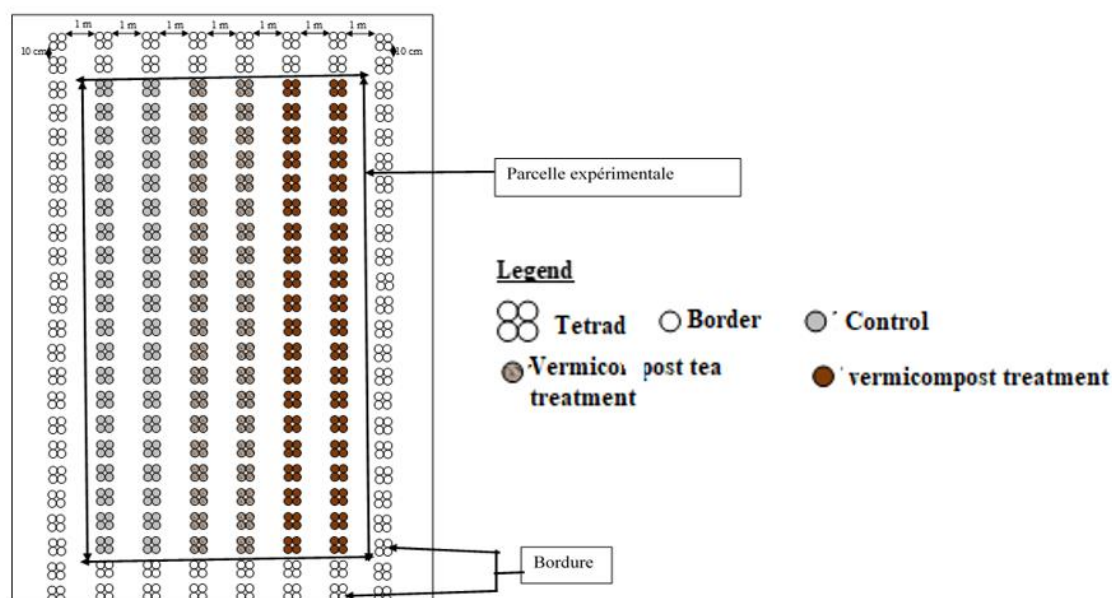 1 m 1 m 1 m 1 m 1 m 1 m 1 m
10 cm 10 cm
Parcelle expérimentale
Legend
Tetrad Border Control
Vermicompost tea treatment
vermicompost treatment
Bordure